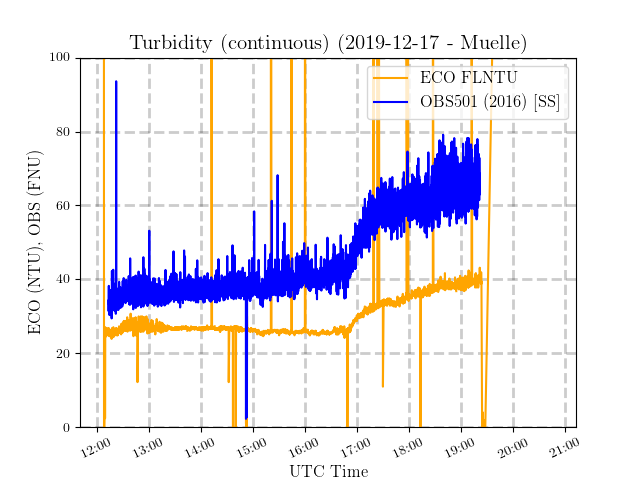 Turbidity (continuous) (2019-12-17 - Muelle)
ECO FLNTU
OBS501 (2016) [SS]
ECO (NTU), OBS (FNU)
100
80
60
40
20
0
12:00 13:00 14:00 15:00 16:00 17:00 18:00 19:00 20:00 21:00
UTC Time